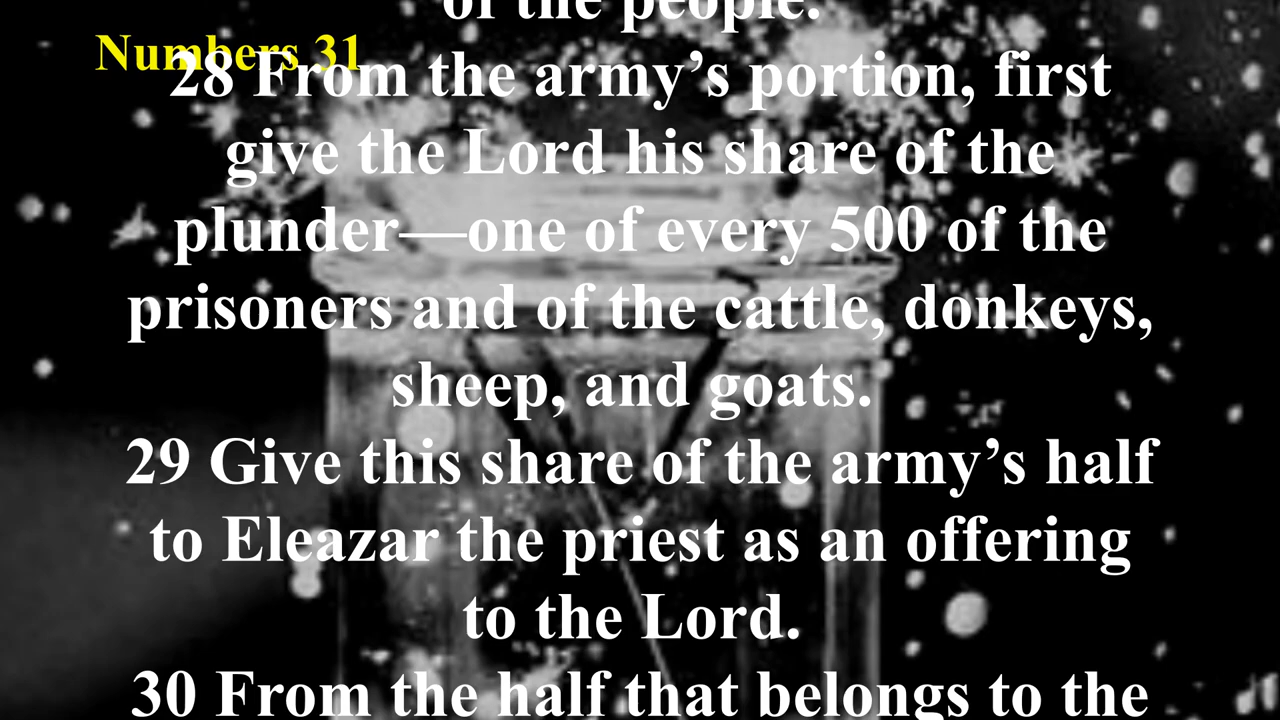 of the people.
Numbers 31
28 From the army’s portion, first
give the Lord his share of the
plunder—one of every 500 of the
prisoners and of the cattle, donkeys,
sheep, and goats.
29 Give this share of the army’s half
to Eleazar the priest as an offering
to the Lord.
30 From the half that belongs to the